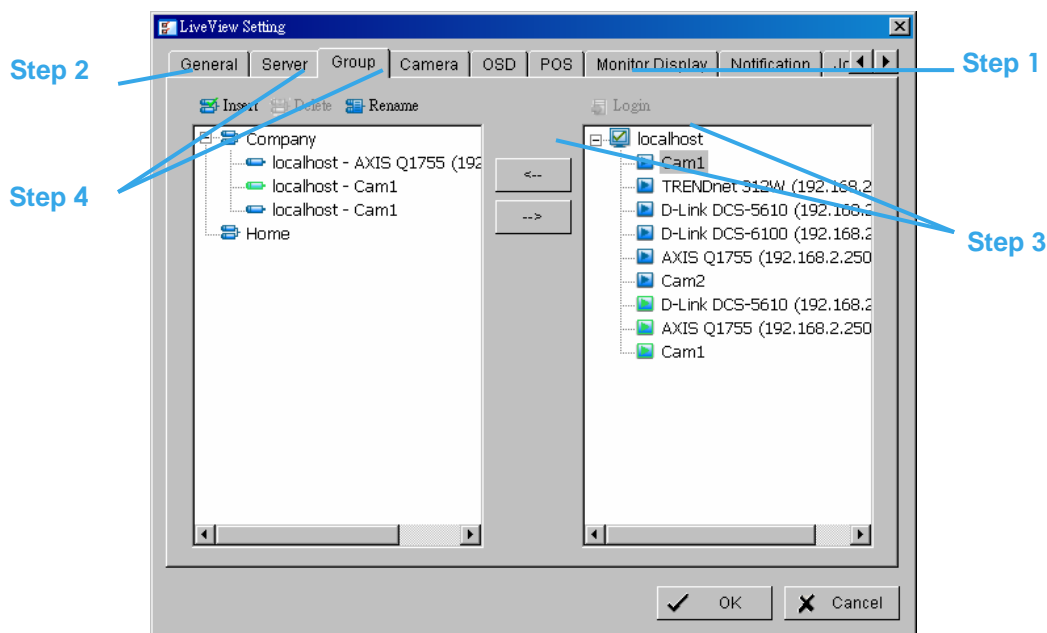 LiveView Setting
General Server Group Camera OSD POS Monitor Display Notification
Step 1
Step 2
Insert Delete Rename
Login
Company
localhost - AXIS Q1755 (192
localhost - Cam1
localhost - Cam1
Home
<--
-->
localhost
Cam1
TRENDnet 312W (192.168.2
D-Link DCS-5610 (192.168.2
D-Link DCS-6100 (192.168.2
AXIS Q1755 (192.168.2.250
Cam2
D-Link DCS-5610 (192.168.2
AXIS Q1755 (192.168.2.250
Cam1
Step 4
Step 3
OK
Cancel